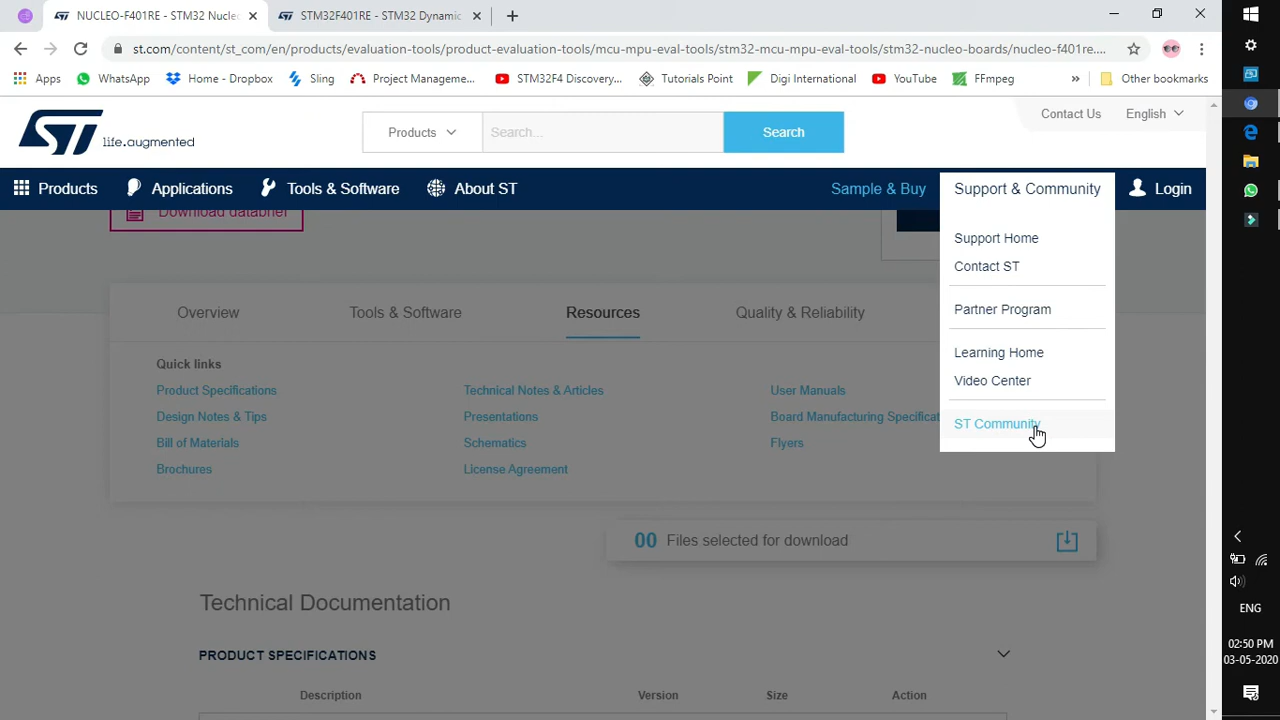 NUCLEO-F401RE - STM32 Nucleo
STM32F401RE - STM32 Dynamic
st.com/content/st_com/en/products/evaluation-tools/product-evaluation-tools/mcu-mpu-eval-tools/stm32-mcu-mpu-eval-tools/stm32-nucleo-boards/nucleo-f401re....
Apps WhatsApp Home - Dropbox Sling Project Manageme... STM32F4 Discovery... Tutorials Point Digi International YouTube FFmpeg » Other bookmarks
ST life.augmented
Products Search... Search
Contact Us English
Products Applications Tools & Software About ST Sample & Buy Support & Community Login
Download databrief
Support Home
Contact ST
Partner Program
Learning Home
Video Center
ST Community
Overview Tools & Software Resources Quality & Reliability
Quick links
Product Specifications Technical Notes & Articles User Manuals
Design Notes & Tips Presentations Board Manufacturing Specificat
Bill of Materials Schematics Flyers
Brochures License Agreement
00 Files selected for download
Technical Documentation
PRODUCT SPECIFICATIONS
Description Version Size Action
ENG
02:50 PM
03-05-2020